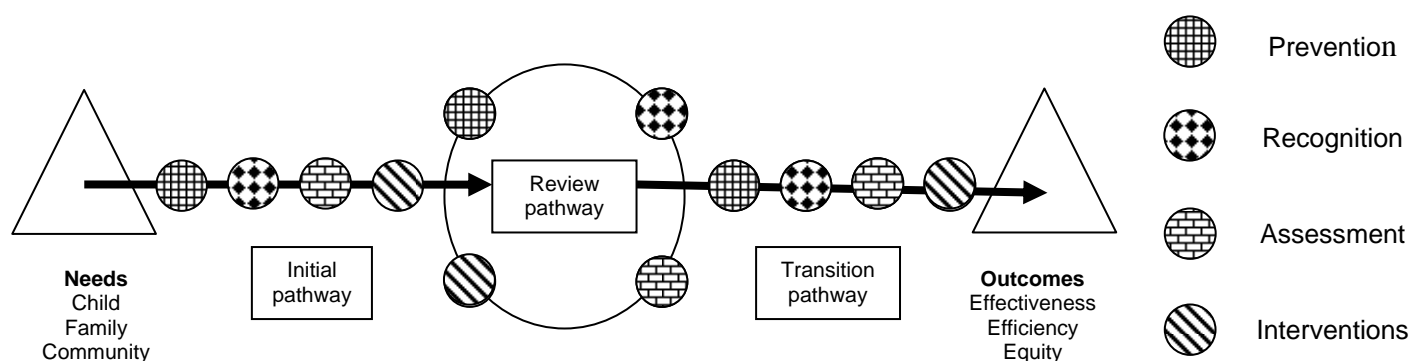 Needs
Child
Family
Community
Initial
pathway
Review
pathway
Transition
pathway
Outcomes
Effectiveness
Efficiency
Equity
Prevention
Recognition
Assessment
Interventions